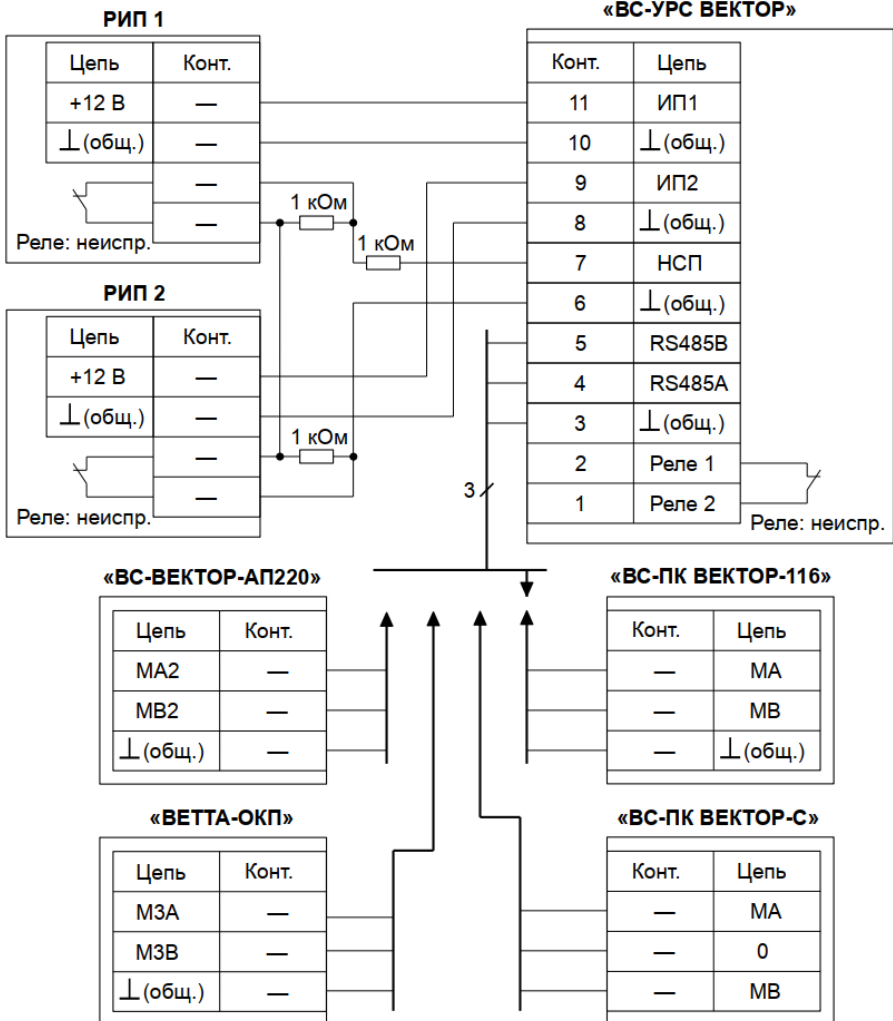 РИП 1
Цепь Конт.
+12 В —
⊥(общ.) —
—
—
Реле: неиспр.
1 кОм
1 кОм
«ВС-УРС ВЕКТОР»
Конт. Цепь
11 ИП1
10 ⊥(общ.)
9 ИП2
8 ⊥(общ.)
7 НСП
6 ⊥(общ.)
5 RS485B
4 RS485A
3 ⊥(общ.)
2 Реле 1
1 Реле 2
Реле: неиспр.
РИП 2
Цепь Конт.
+12 В —
⊥(общ.) —
—
—
Реле: неиспр.
1 кОм
3
«ВС-ВЕКТОР-АП220»
Цепь Конт.
МА2 —
МВ2 —
⊥(общ.) —
«ВС-ПК ВЕКТОР-116»
Конт. Цепь
— МА
— МВ
— ⊥(общ.)
«ВЕТТА-ОКП»
Цепь Конт.
М3А —
М3В —
⊥(общ.) —
«ВС-ПК ВЕКТОР-С»
Конт. Цепь
— МА
— 0
— МВ